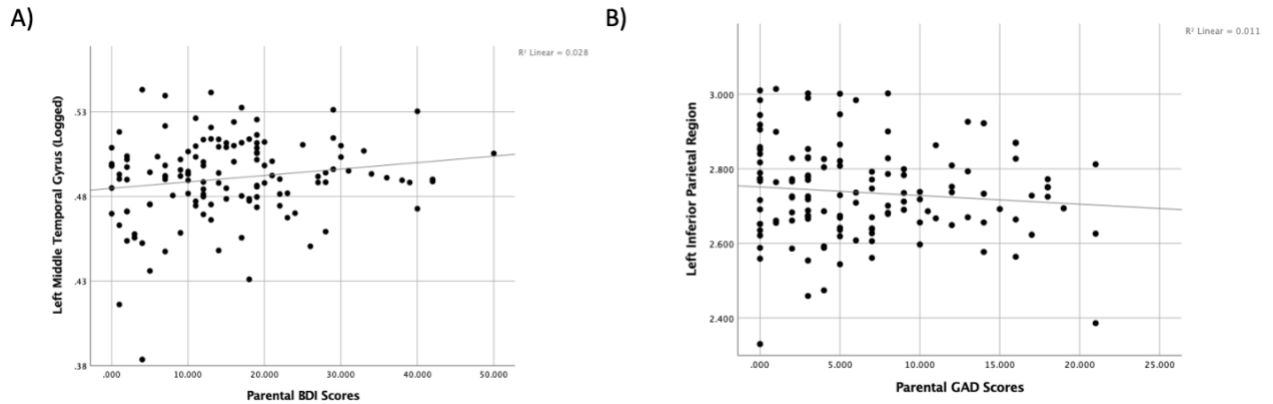 A)
R² Linear = 0.028
Left Middle Temporal Gyrus (Logged)
.53
.48
.43
.38
.000 10.000 20.000 30.000 40.000 50.000
Parental BDI Scores
B)
R² Linear = 0.011
Left Inferior Parietal Region
3.000
2.800
2.600
2.400
.000 5.000 10.000 15.000 20.000 25.000
Parental GAD Scores